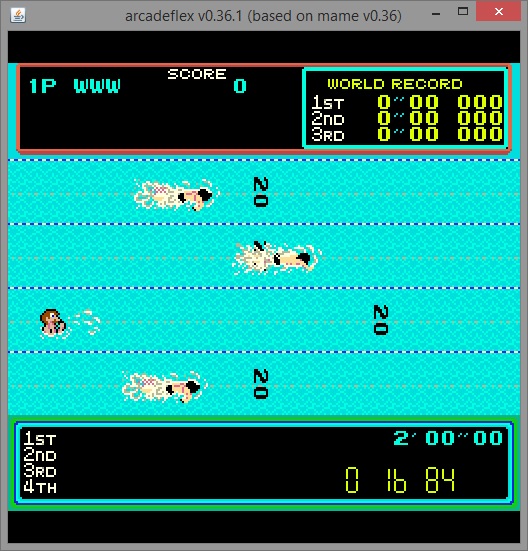 arcadeflex v0.36.1 (based on mame v0.36)
SCORE
1P WWW 0
WORLD RECORD
1ST 0"00 000
2ND 0"00 000
3RD 0"00 000
20
20
20
1ST 2'00"00
2ND
3RD
4TH 0 16 84